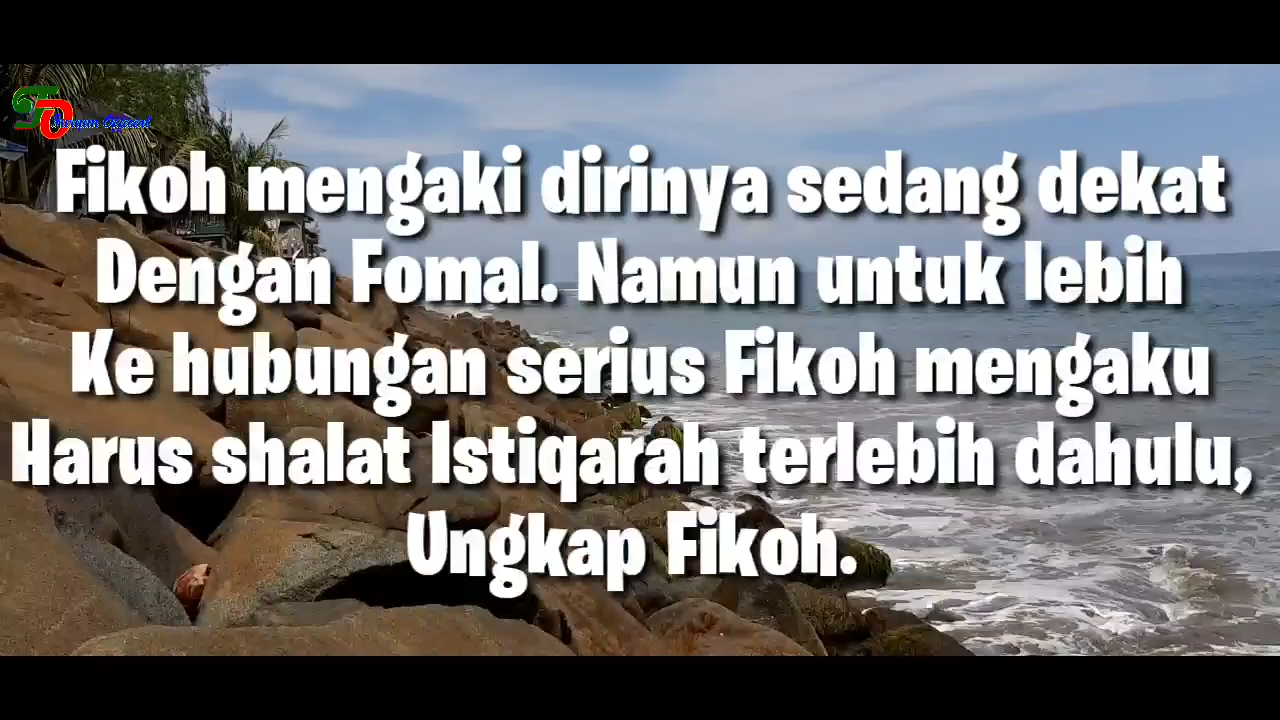 Official
Fikoh mengaki dirinya sedang dekat
Dengan Fomal. Namun untuk lebih
Ke hubungan serius Fikoh mengaku
Harus shalat Istiqarah terlebih dahulu,
Ungkap Fikoh.